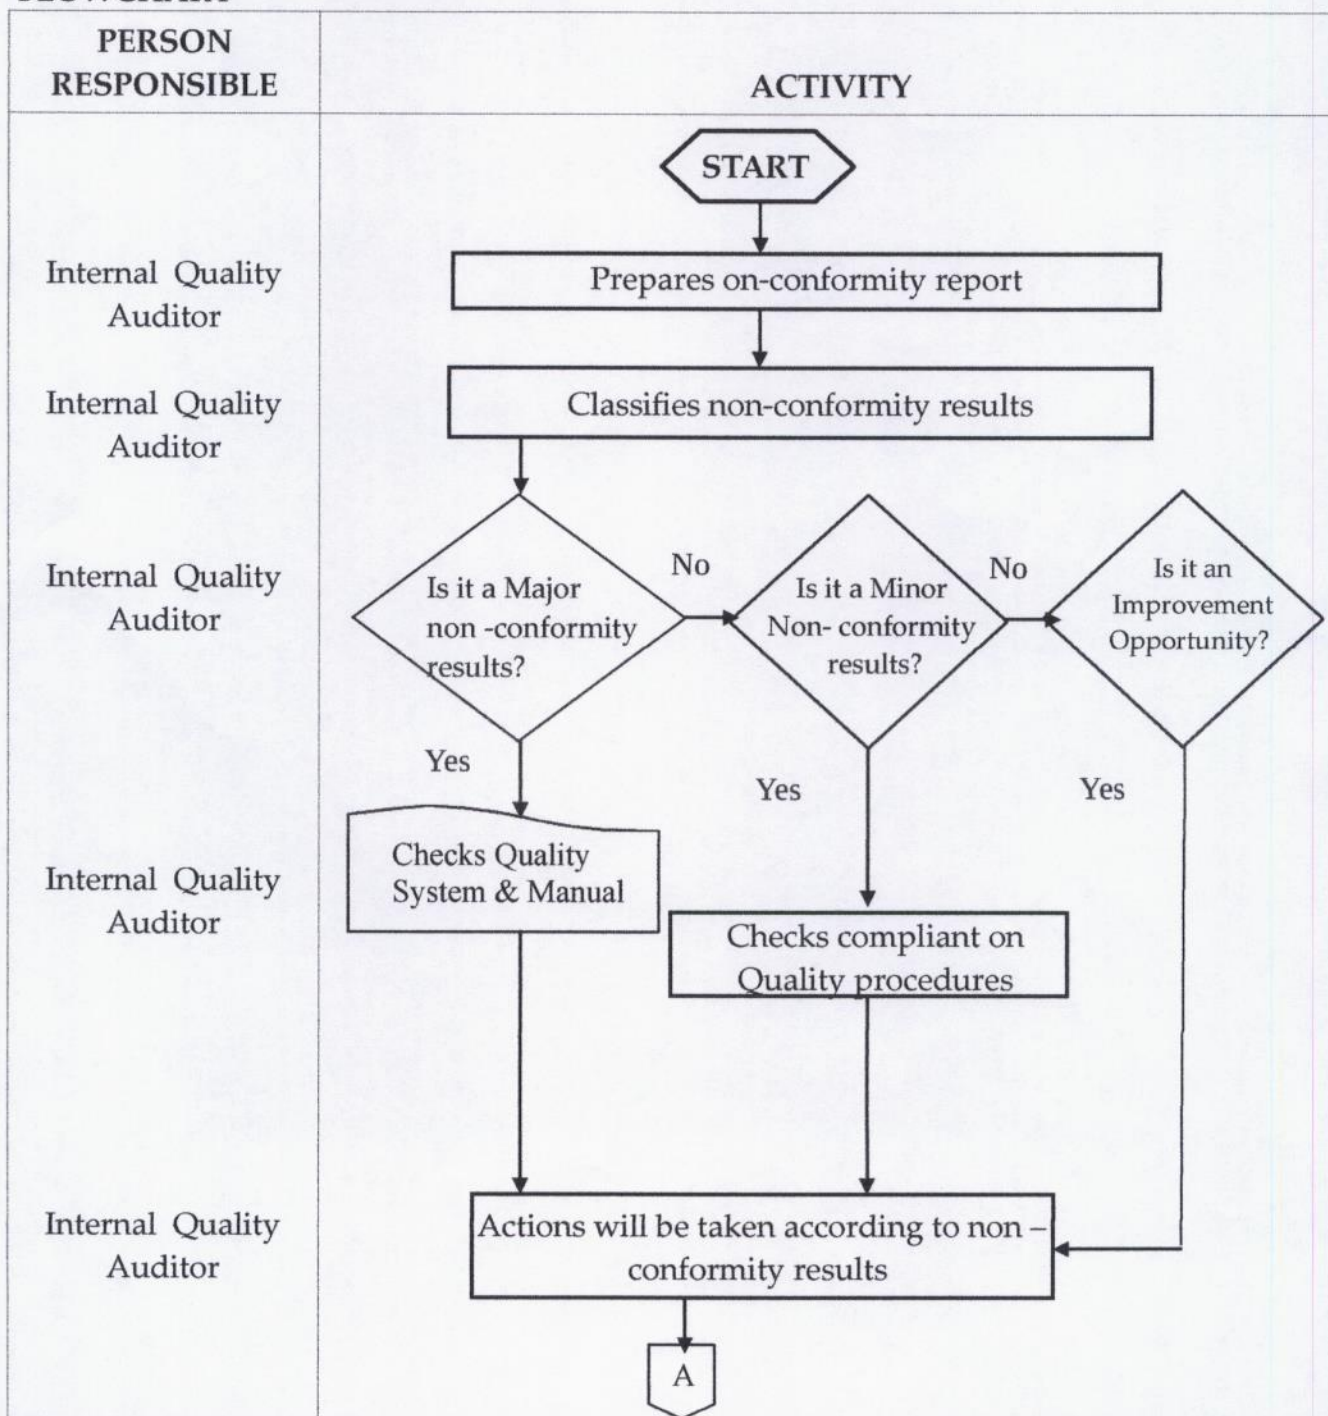 PERSON
RESPONSIBLE
ACTIVITY
START
Internal Quality
Auditor
Prepares on-conformity report
Internal Quality
Auditor
Classifies non-conformity results
Internal Quality
Auditor
Is it a Major
non -conformity
results?
No
Is it a Minor
Non- conformity
results?
No
Is it an
Improvement
Opportunity?
Yes
Yes
Yes
Internal Quality
Auditor
Checks Quality
System & Manual
Checks compliant on
Quality procedures
Internal Quality
Auditor
Actions will be taken according to non –
conformity results
A